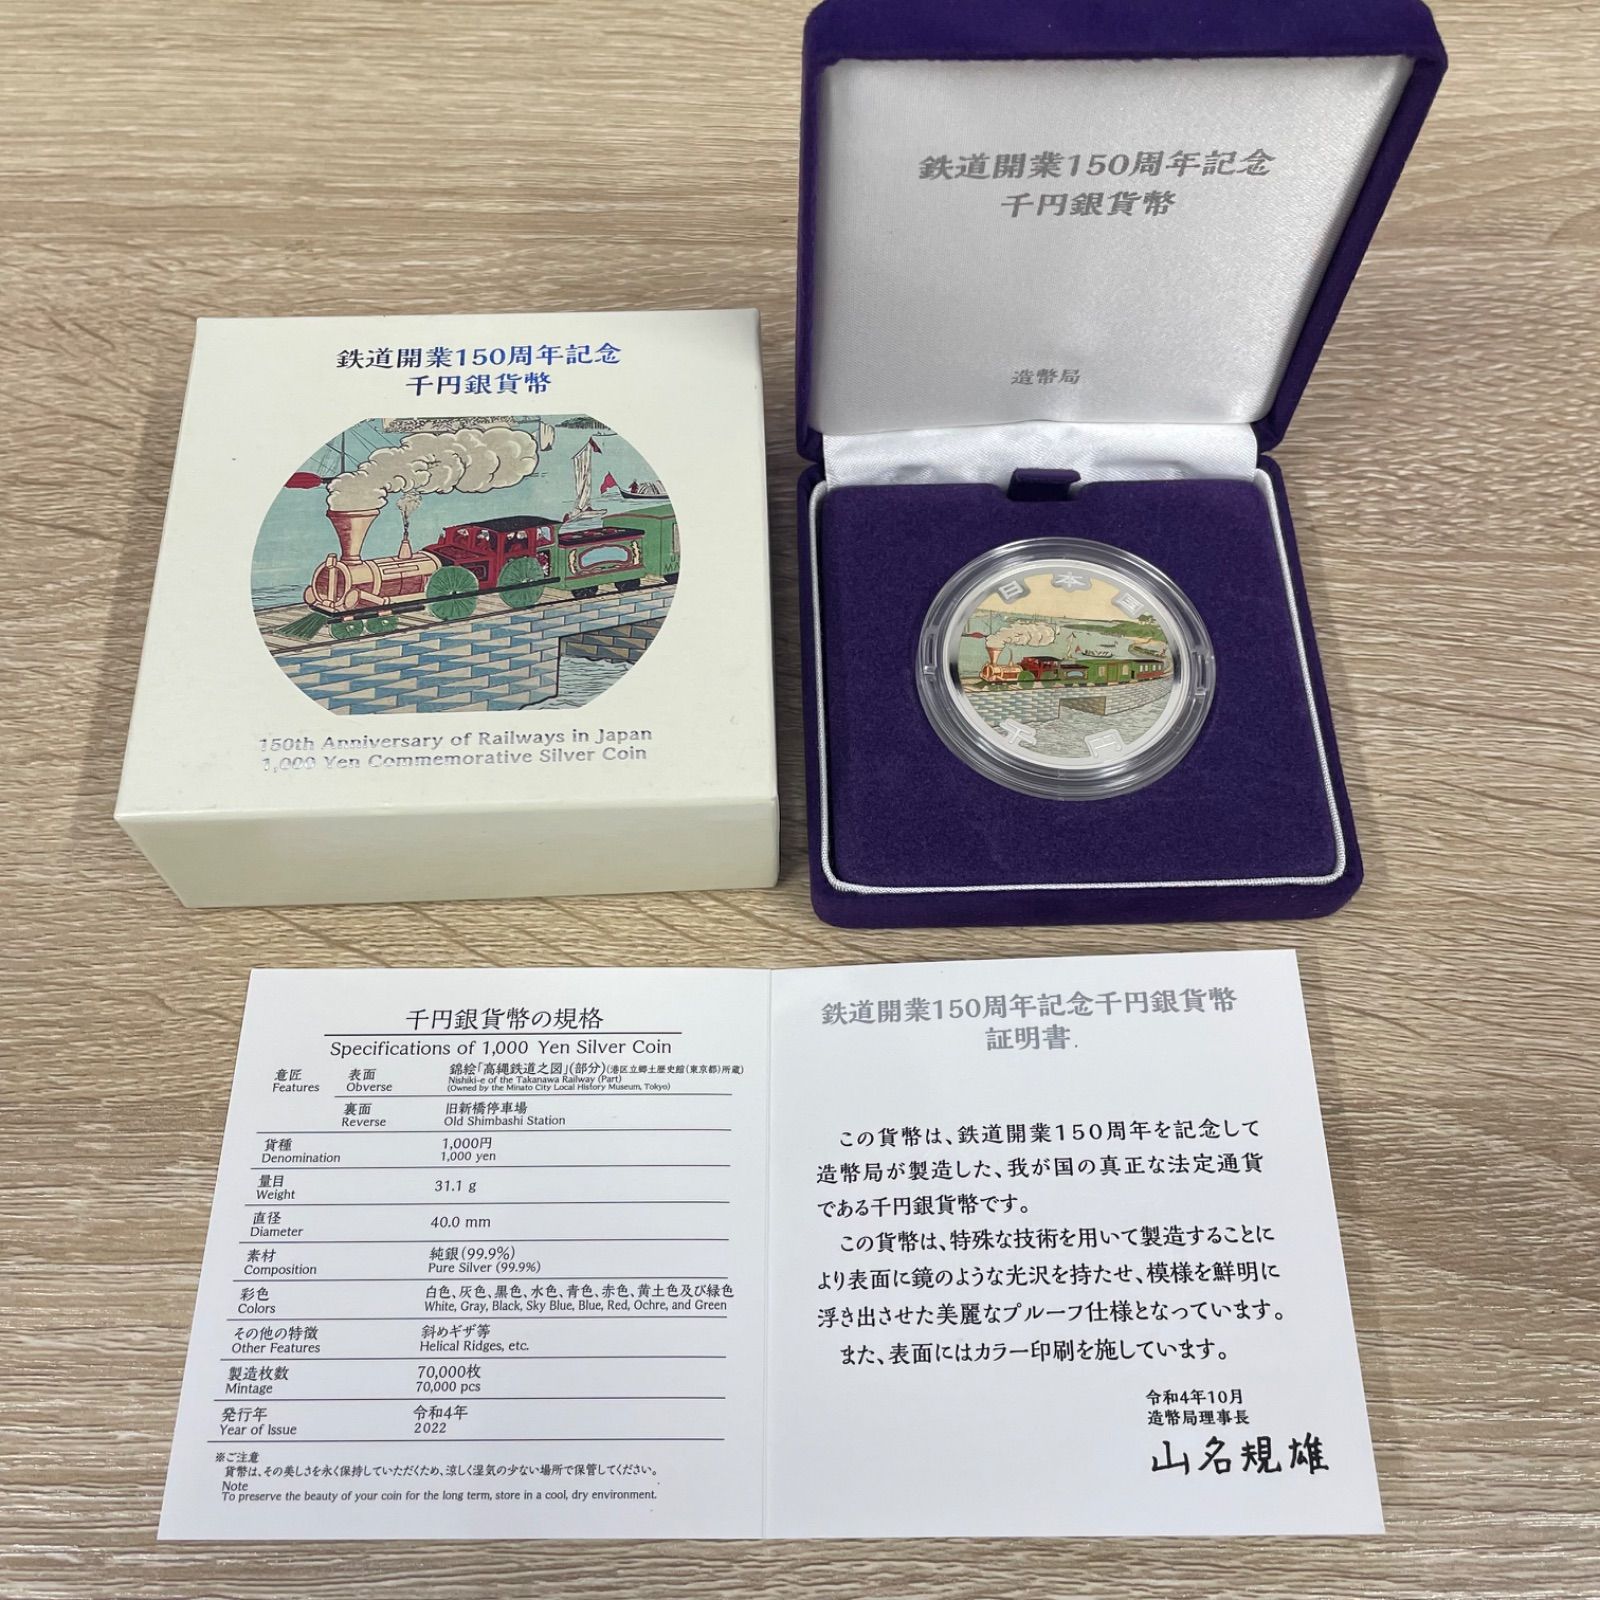 鉄道開業150周年記念
千円銀貨幣
造幣局
鉄道開業150周年記念
千円銀貨幣
150th Anniversary of Railways in Japan
1,000 Yen Commemorative Silver Coin
日本国
千円
千円銀貨幣の規格
Specifications of 1,000 Yen Silver Coin
意匠 表面 錦絵「高縄鉄道之図」(部分)(港区立郷土歴史館(東京都)所蔵)
Features Obverse Nishiki-e of the Takanawa Railway (Part)
(Owned by the Minato City Local History Museum, Tokyo)
裏面 旧新橋停車場
Reverse Old Shimbashi Station
貨種 1,000円
Denomination 1,000 yen
量目 31.1 g
Weight
直径 40.0 mm
Diameter
素材 純銀(99.9%)
Composition Pure Silver (99.9%)
彩色 白色、灰色、黒色、水色、青色、赤色、黄土色及び緑色
Colors White, Gray, Black, Sky Blue, Blue, Red, Ochre, and Green
その他の特徴 斜めギザ等
Other Features Helical Ridges, etc.
製造枚数 70,000枚
Mintage 70,000 pcs
発行年 令和4年
Year of Issue 2022
※ご注意
貨幣は、その美しさを永く保持していただくため、涼しく湿気の少ない場所で保管してください。
Note
To preserve the beauty of your coin for the long term, store in a cool, dry environment.
鉄道開業150周年記念千円銀貨幣
証明書
この貨幣は、鉄道開業150周年を記念して
造幣局が製造した、我が国の真正な法定通貨
である千円銀貨幣です。
この貨幣は、特殊な技術を用いて製造することに
より表面に鏡のような光沢を持たせ、模様を鮮明に
浮き出させた美麗なプルーフ仕様となっています。
また、表面にはカラー印刷を施しています。
令和4年10月
造幣局理事長
山名規雄